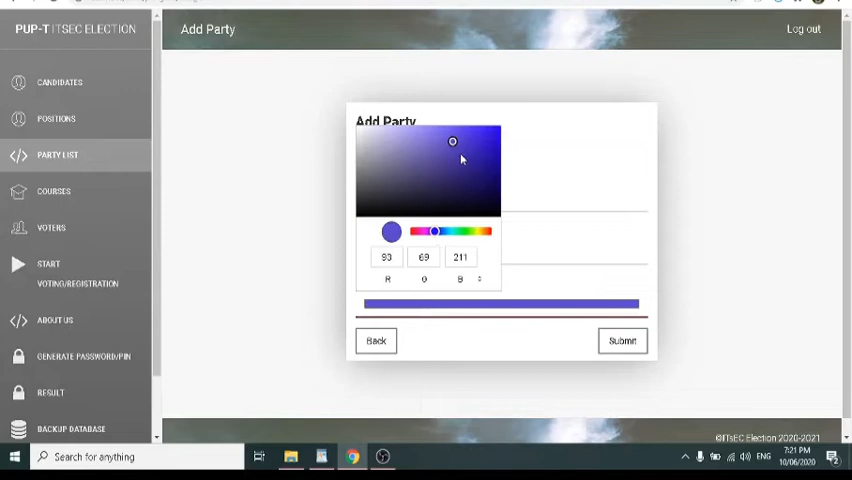 PUP-T ITSEC ELECTION
Add Party
Log out
CANDIDATES
POSITIONS
PARTY LIST
COURSES
VOTERS
START
VOTING/REGISTRATION
ABOUT US
GENERATE PASSWORD/PIN
RESULT
BACKUP DATABASE
Add Party
93 69 211
R G B
Back
Submit
©ITsEC Election 2020-2021
Search for anything
ENG
7:21 PM
10/06/2020
2